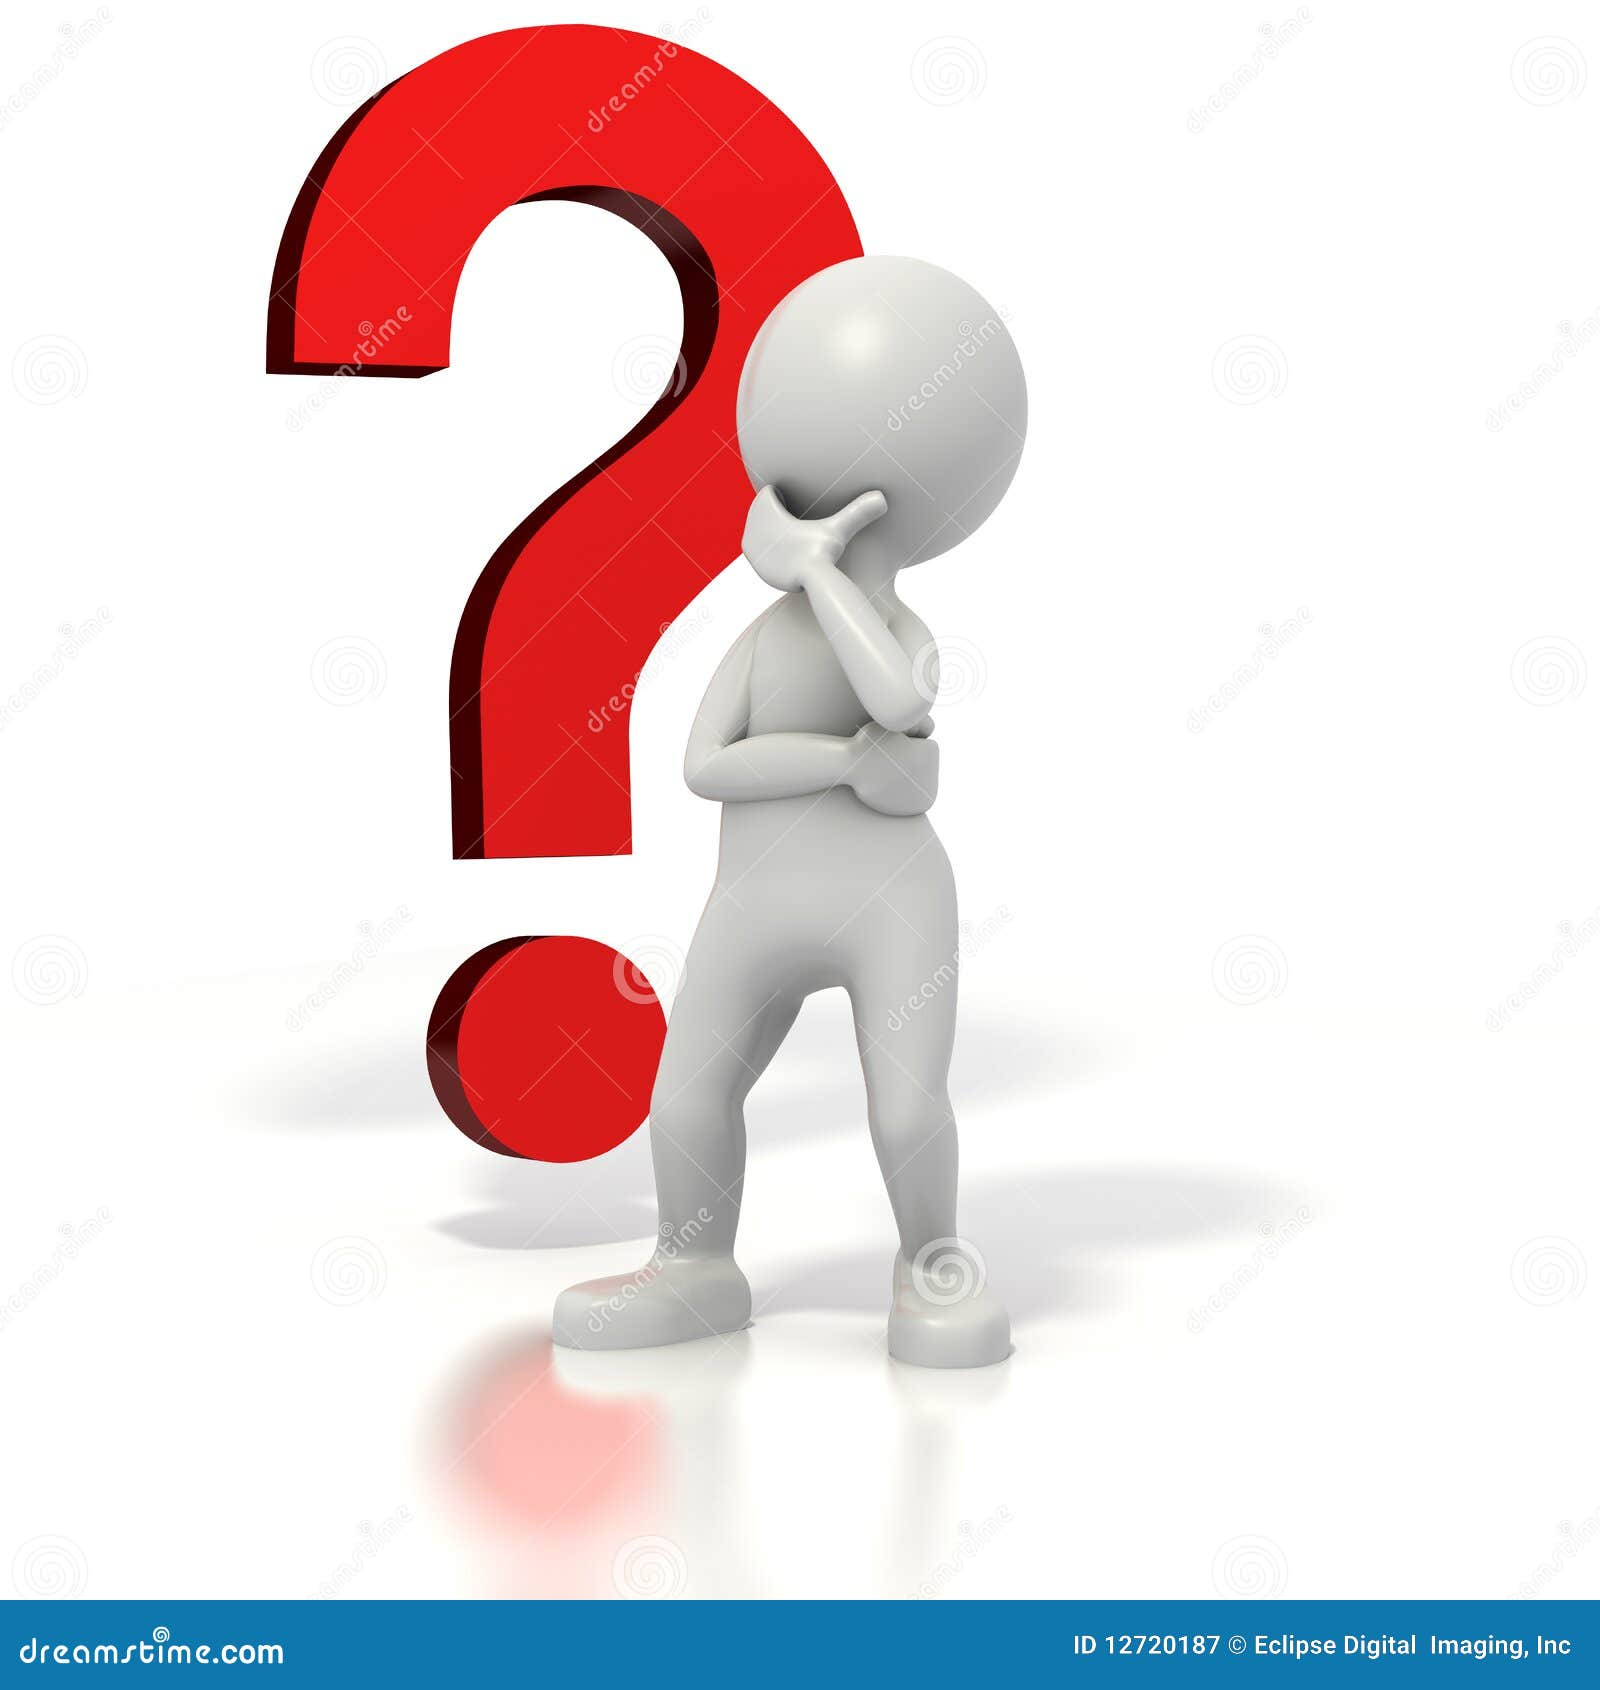 ?
dreamstime.com
ID 12720187 © Eclipse Digital Imaging, Inc